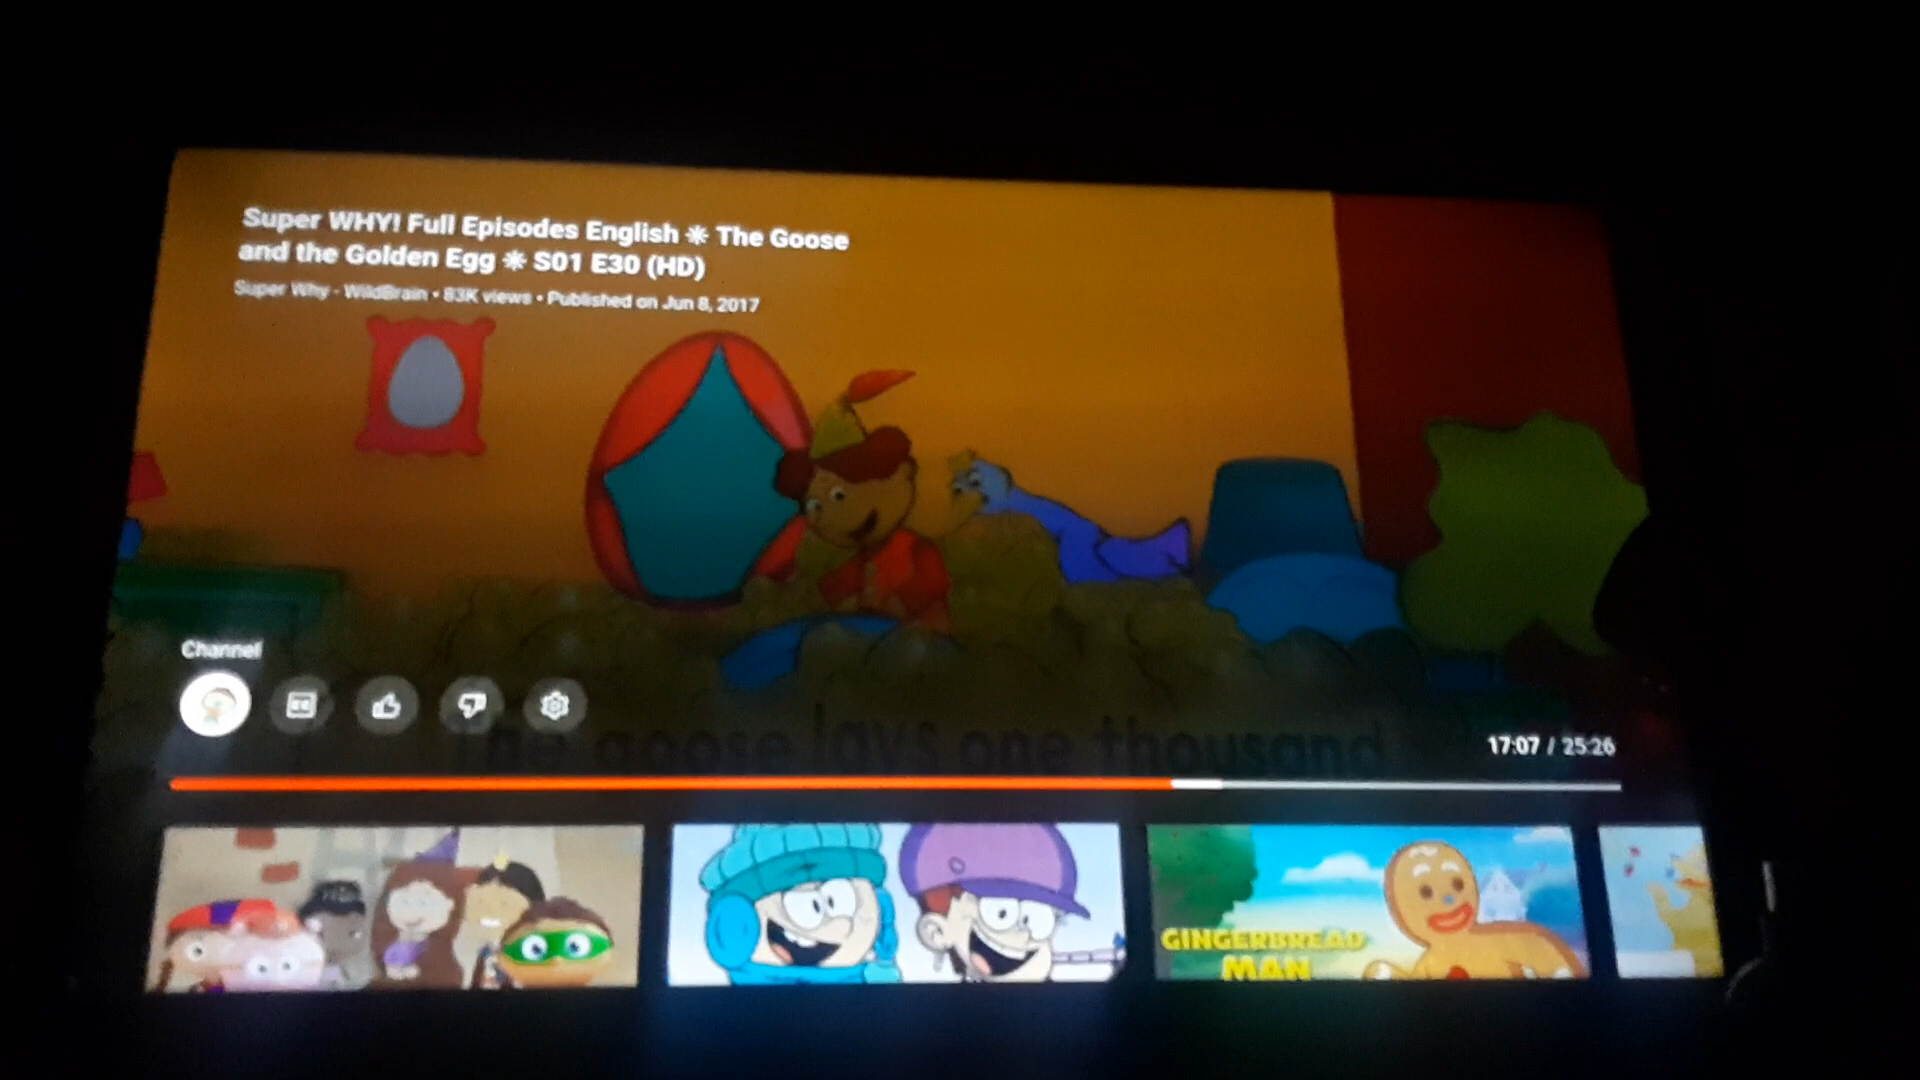 Super WHY! Full Episodes English ✳ The Goose
and the Golden Egg ✳ S01 E30 (HD)
Super Why - WildBrain • 83K views • Published on Jun 8, 2017
Channel
CC
The goose lays one thousand
17:07 / 25:26
GINGERBREAD
MAN